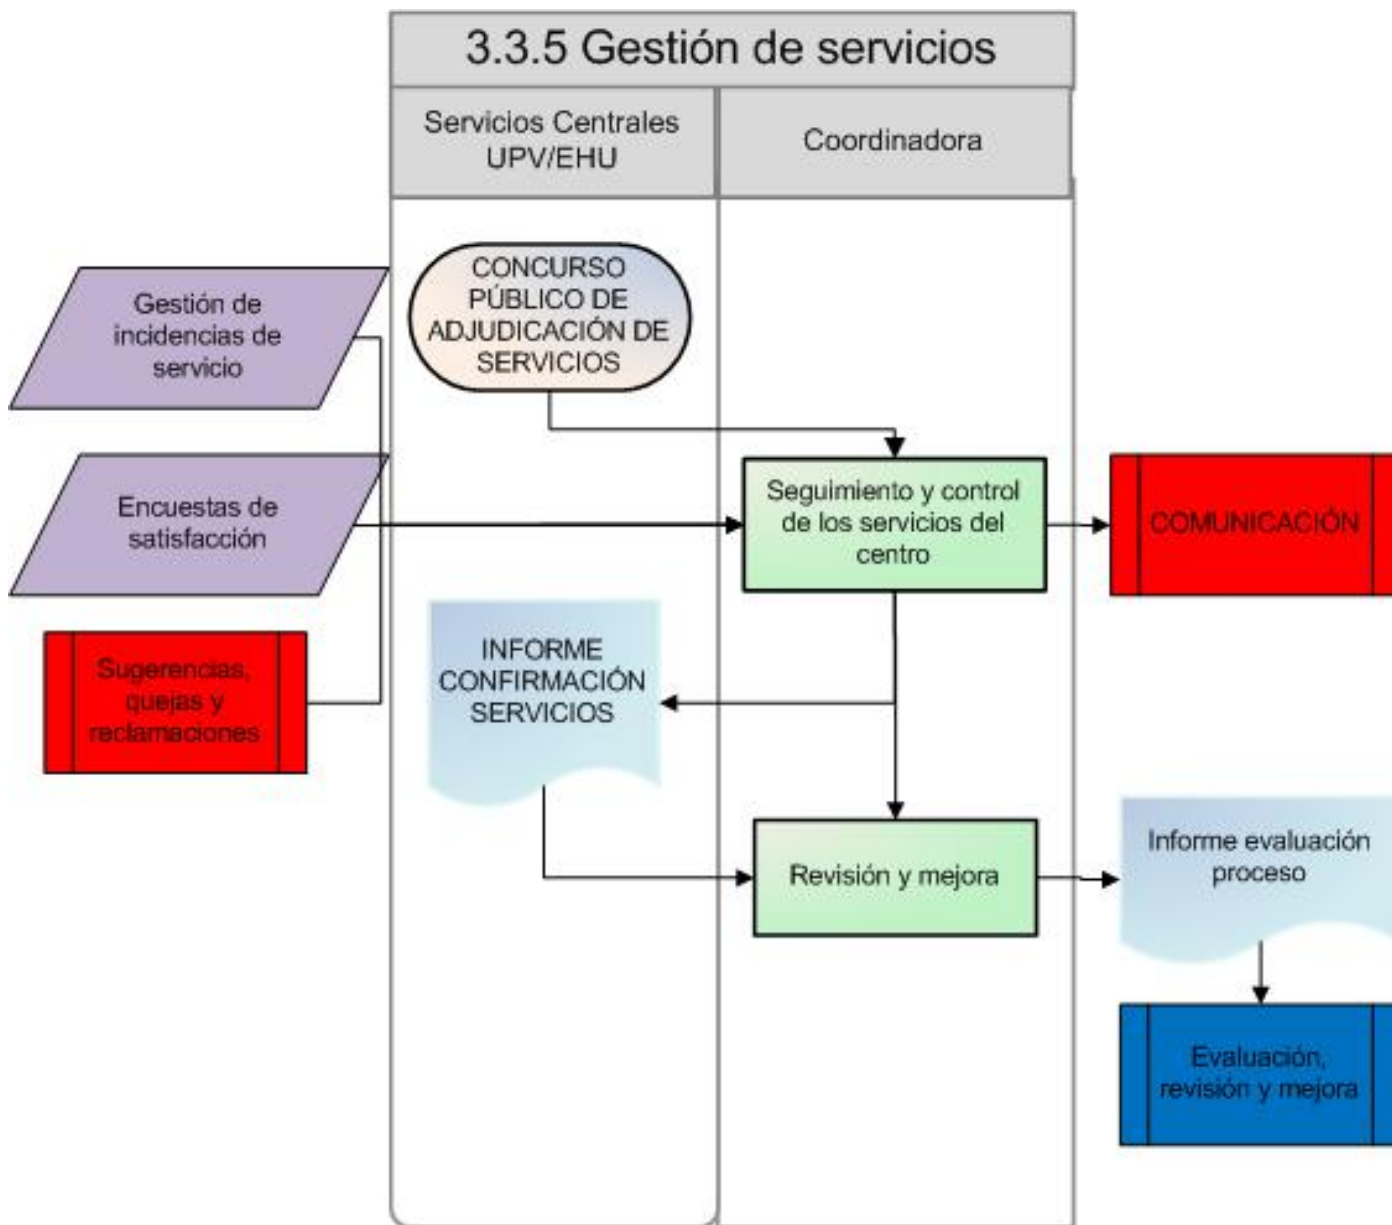 3.3.5 Gestión de servicios
Servicios Centrales
UPV/EHU
Coordinadora
CONCURSO
PÚBLICO DE
ADJUDICACIÓN DE
SERVICIOS
Gestión de
incidencias de
servicio
Encuestas de
satisfacción
Seguimiento y control
de los servicios del
centro
COMUNICACIÓN
Sugerencias,
quejas y
reclamaciones
INFORME
CONFIRMACIÓN
SERVICIOS
Revisión y mejora
Informe evaluación
proceso
Evaluación,
revisión y mejora